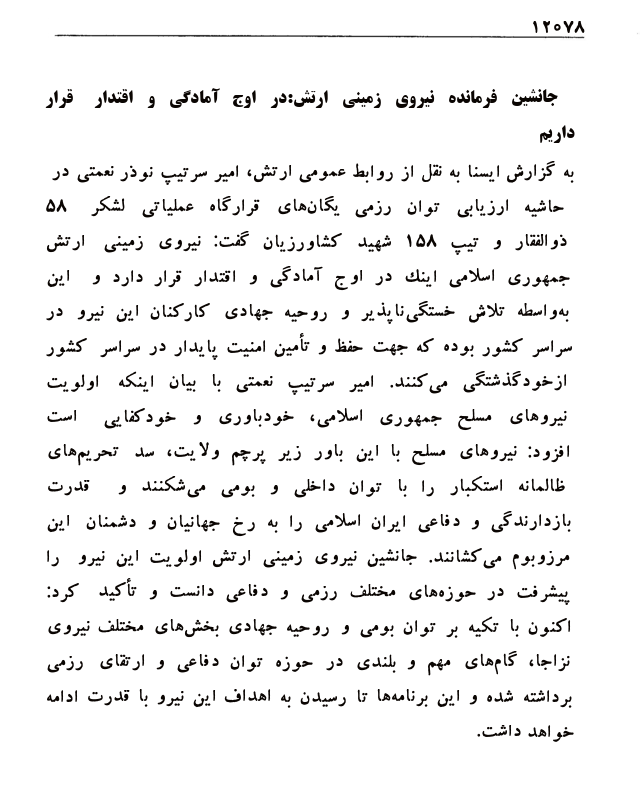 ۱۲۰۷۸
جانشین فرمانده نیروی زمینی ارتش:در اوج آمادگی و اقتدار قرار
داریم
به گزارش ایسنا به نقل از روابط عمومی ارتش، امیر سرتیپ نوذر نعمتی در
حاشیه ارزیابی توان رزمی یگان‌های قرارگاه عملیاتی لشکر ۵۸
ذوالفقار و تیپ ۱۵۸ شهید کشاورزیان گفت: نیروی زمینی ارتش
جمهوری اسلامی اینك در اوج آمادگی و اقتدار قرار دارد و این
به‌واسطه تلاش خستگی‌ناپذیر و روحیه جهادی کارکنان این نیرو در
سراسر کشور بوده که جهت حفظ و تأمین امنیت پایدار در سراسر کشور
ازخودگذشتگی می‌کنند. امیر سرتیپ نعمتی با بیان اینکه اولویت
نیروهای مسلح جمهوری اسلامی، خودباوری و خودکفایی است
افزود: نیروهای مسلح با این باور زیر پرچم ولایت، سد تحریم‌های
ظالمانه استکبار را با توان داخلی و بومی می‌شکنند و قدرت
بازدارندگی و دفاعی ایران اسلامی را به رخ جهانیان و دشمنان این
مرزوبوم می‌کشانند. جانشین نیروی زمینی ارتش اولویت این نیرو را
پیشرفت در حوزه‌های مختلف رزمی و دفاعی دانست و تأکید کرد:
اکنون با تکیه بر توان بومی و روحیه جهادی بخش‌های مختلف نیروی
نزاجا، گام‌های مهم و بلندی در حوزه توان دفاعی و ارتقای رزمی
برداشته شده و این برنامه‌ها تا رسیدن به اهداف این نیرو با قدرت ادامه
خواهد داشت.